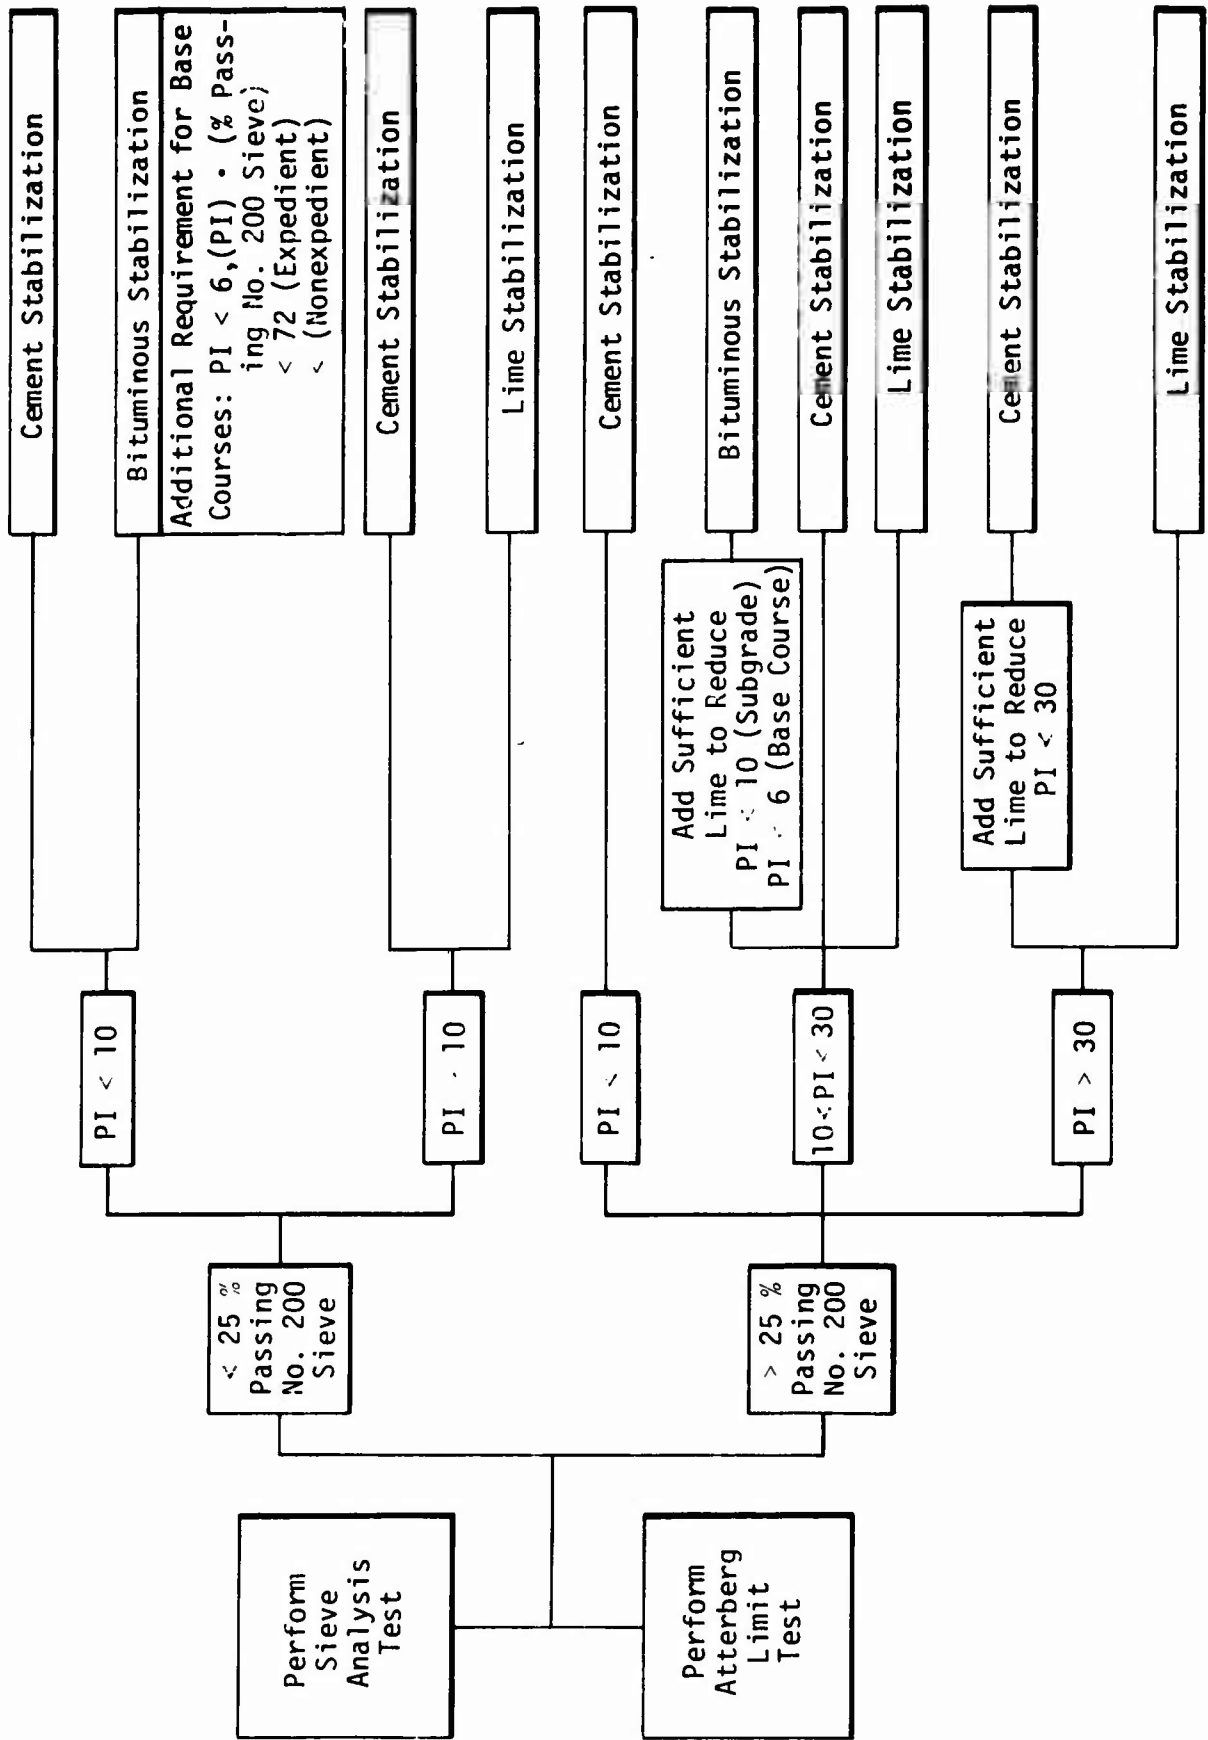 Perform
Sieve
Analysis
Test
Perform
Atterberg
Limit
Test
< 25 %
Passing
No. 200
Sieve
> 25 %
Passing
No. 200
Sieve
PI < 10
PI 10
PI < 10
10<PI< 30
PI > 30
Add Sufficient
Lime to Reduce
PI < 10 (Subgrade)
PI 6 (Base Course)
Add Sufficient
Lime to Reduce
PI < 30
Cement Stabilization
Bituminous Stabilization
Additional Requirement for Base
Courses: PI < 6,(PI) · (% Pass-
ing No. 200 Sieve)
< 72 (Expedient)
< (Nonexpedient)
Cement Stabilization
Lime Stabilization
Cement Stabilization
Bituminous Stabilization
Cement Stabilization
Lime Stabilization
Cement Stabilization
Lime Stabilization